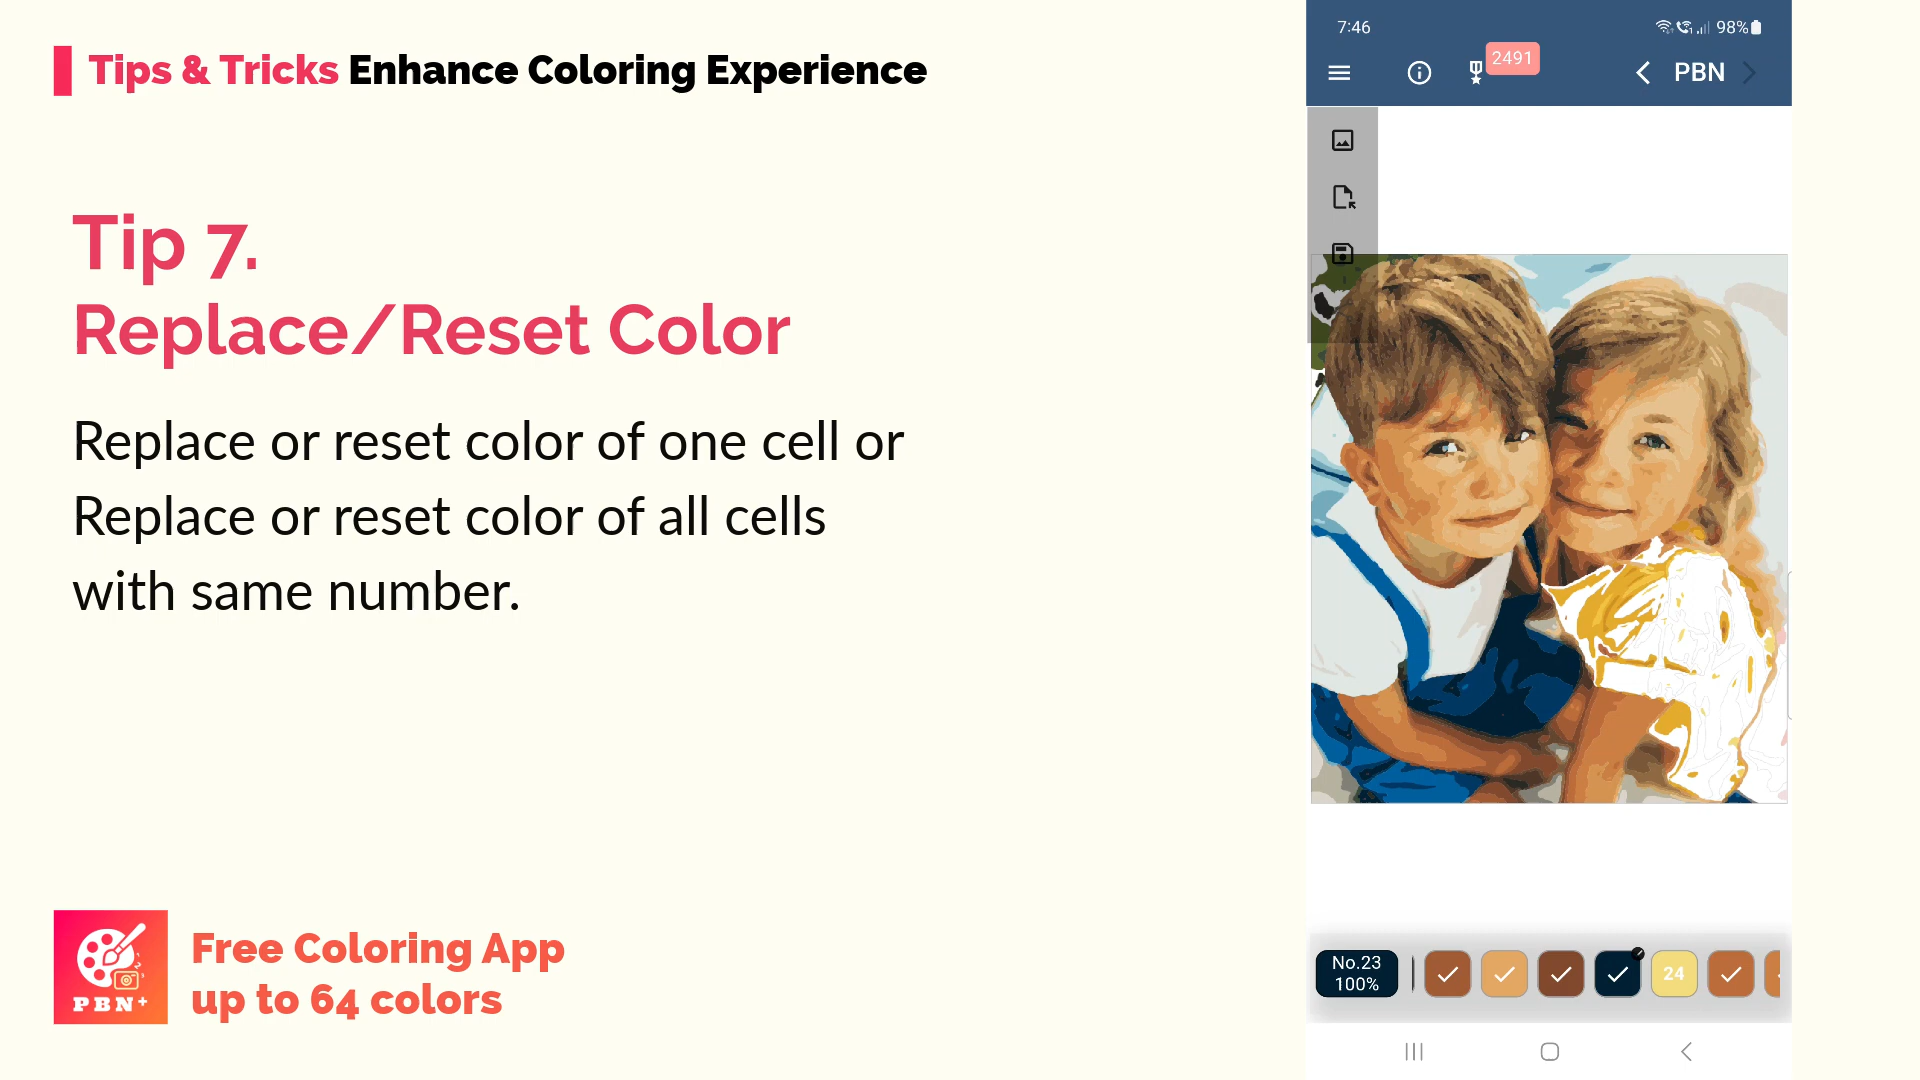 Tips & Tricks Enhance Coloring Experience
Tip 7.
Replace/Reset Color
Replace or reset color of one cell or
Replace or reset color of all cells
with same number.
PBN+
Free Coloring App
up to 64 colors
7:46
98%
2491
PBN
No.23
100%
24